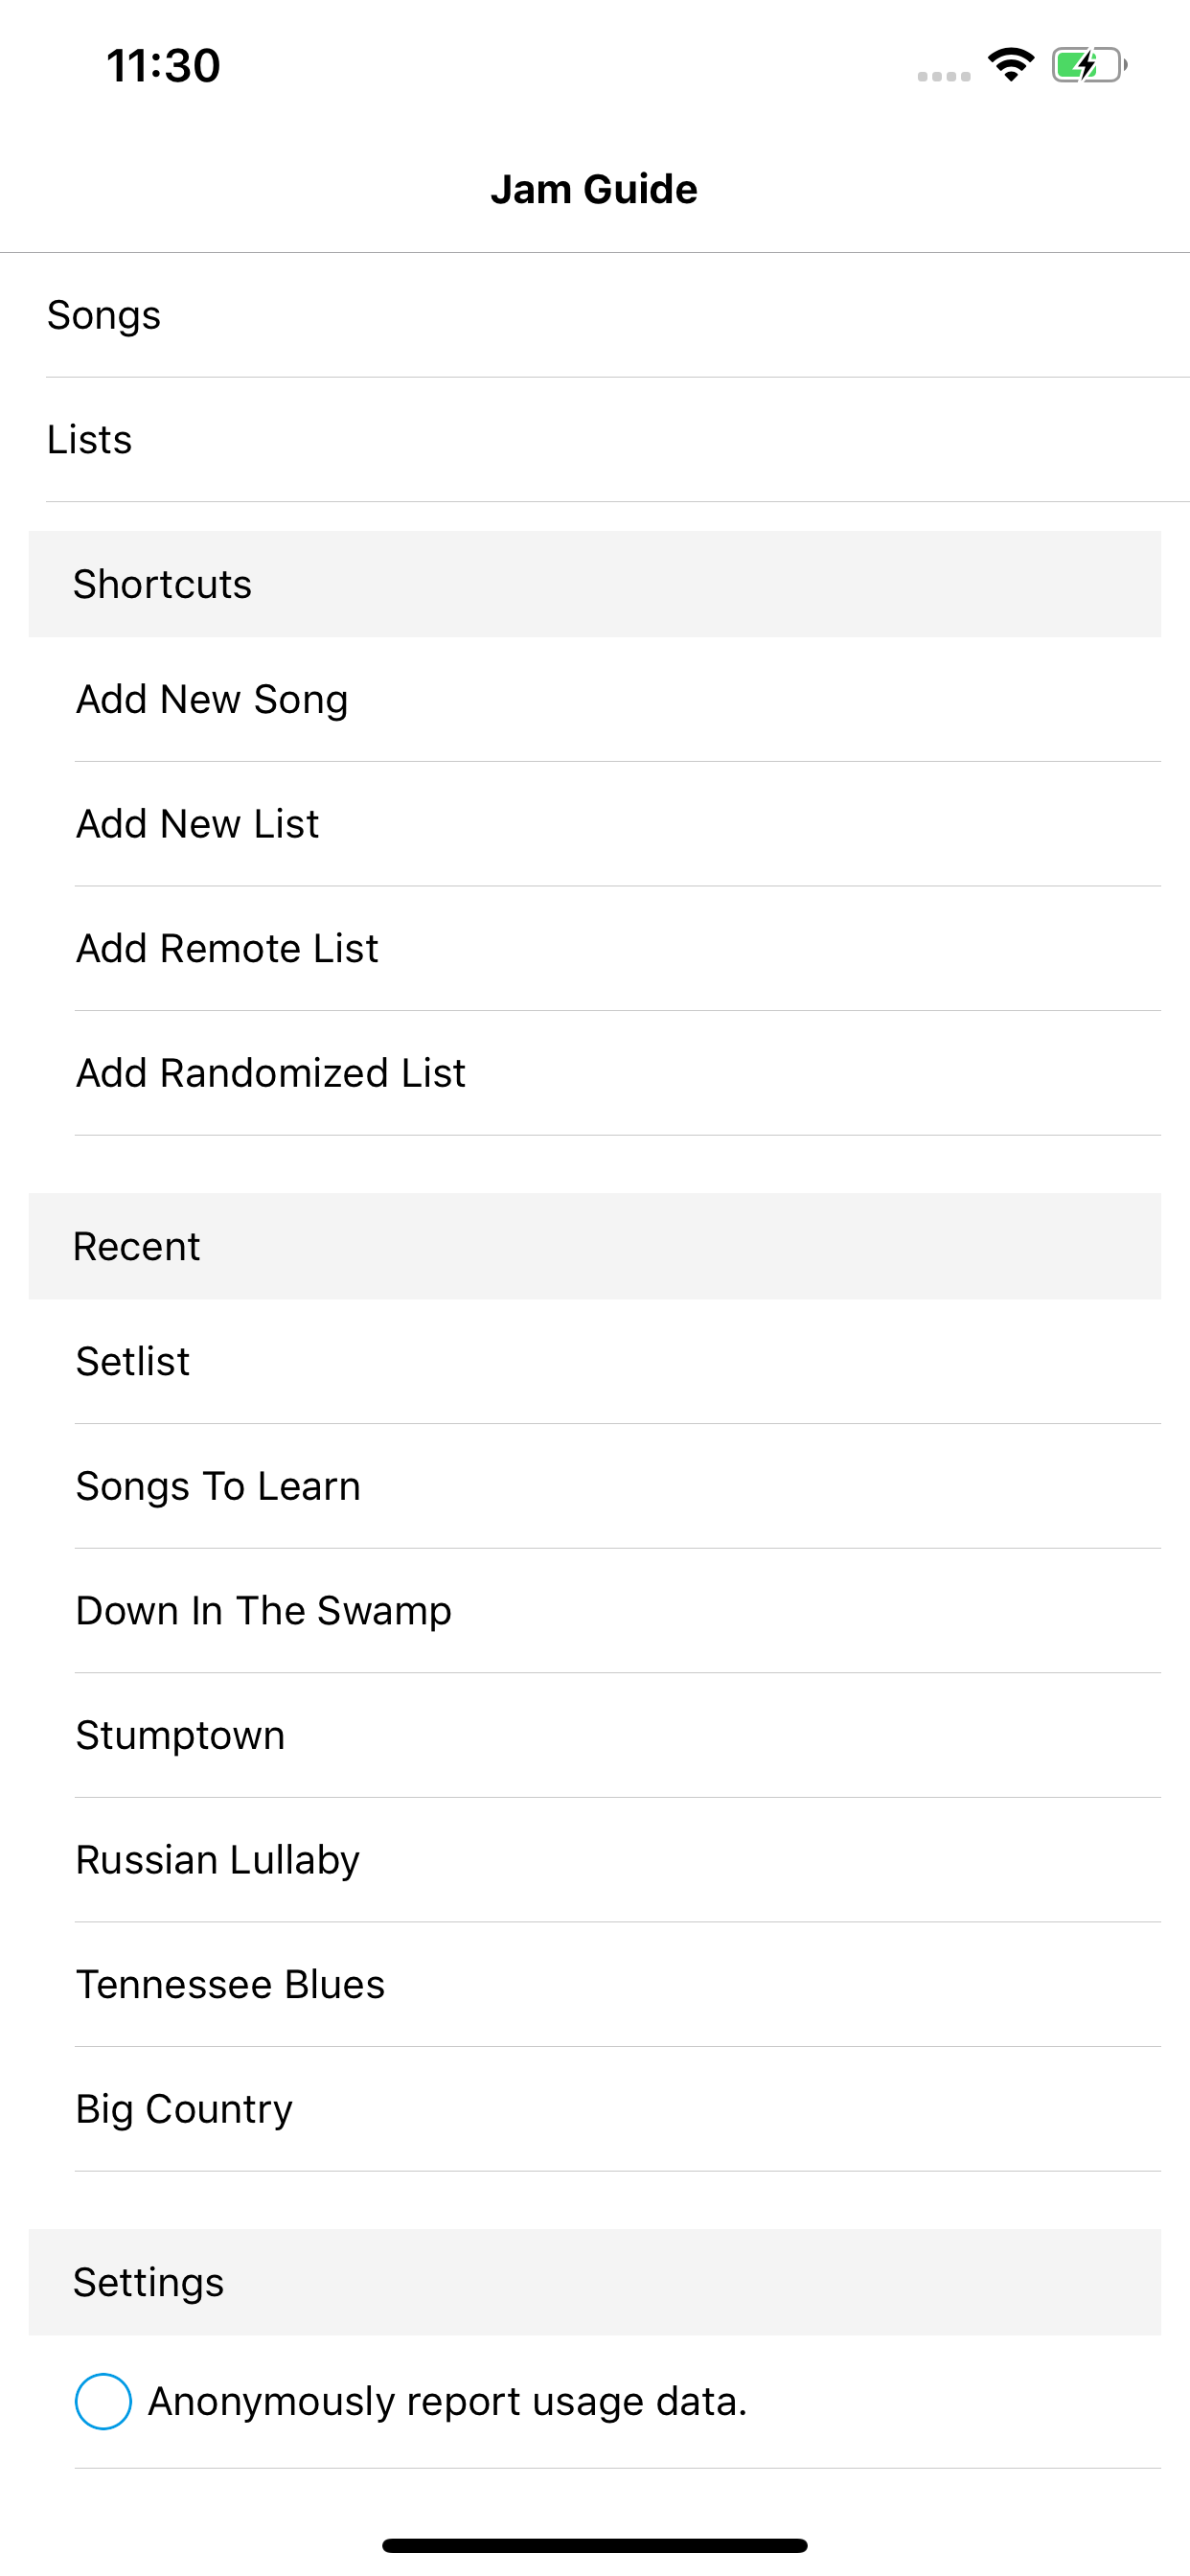 11:30
Jam Guide
Songs
Lists
Shortcuts
Add New Song
Add New List
Add Remote List
Add Randomized List
Recent
Setlist
Songs To Learn
Down In The Swamp
Stumptown
Russian Lullaby
Tennessee Blues
Big Country
Settings
Anonymously report usage data.